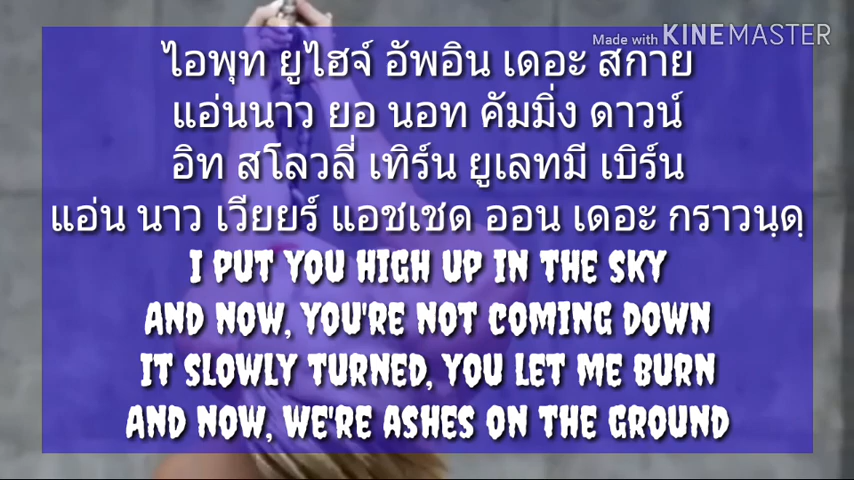 Made with KINEMASTER
ไอพุท ยูไฮจ์ อัพอิน เดอะ สกาย
แอ่นนาว ยอ นอท คัมมิ่ง ดาวน์
อิท สโลวลี่ เทิร์น ยูเลทมี เบิร์น
แอ่น นาว เวียยร์ แอชเชด ออน เดอะ กราวนฺดฺ
I PUT YOU HIGH UP IN THE SKY
AND NOW, YOU'RE NOT COMING DOWN
IT SLOWLY TURNED, YOU LET ME BURN
AND NOW, WE'RE ASHES ON THE GROUND